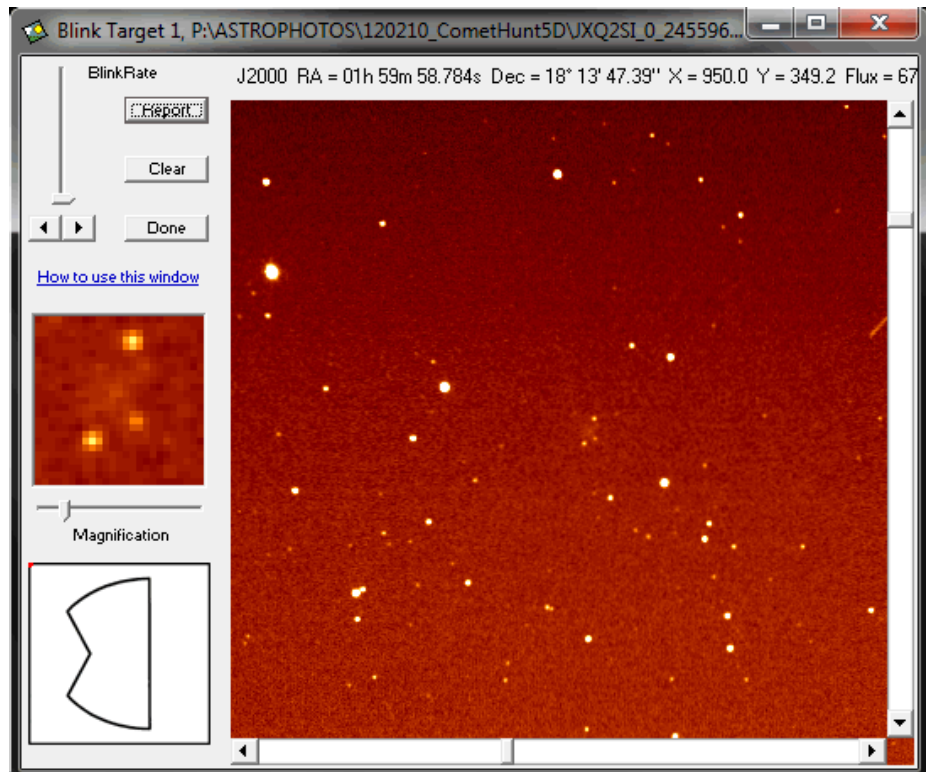 Blink Target 1, P:\ASTROPHOTOS\120210_CometHunt5D\JXQ2SI_0_245596...
BlinkRate
J2000 RA = 01h 59m 58.784s Dec = 18° 13' 47.39" X = 950.0 Y = 349.2 Flux = 67
Report
Clear
Done
How to use this window
Magnification